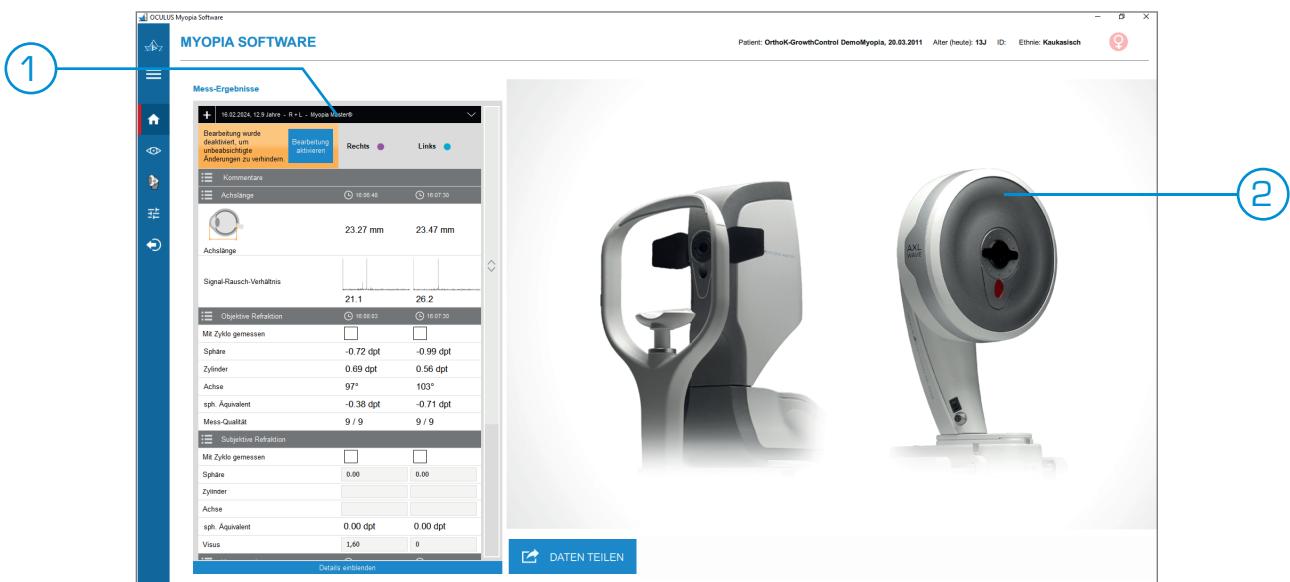 OCULUS Myopia Software
MYOPIA SOFTWARE
Patient: OrthoK-GrowthControl DemoMyopia, 20.03.2011 Alter (heute): 13J ID: Ethnie: Kaukasisch
1
Mess-Ergebnisse
+ 16.02.2024, 12.9 Jahre - R + L - Myopia Master®
Bearbeitung wurde
deaktiviert, um
unbeabsichtigte
Änderungen zu verhindern.
Bearbeitung
aktivieren
Rechts Links
Kommentare
Achslänge 16:07:30
23.27 mm 23.47 mm
Achslänge
Signal-Rausch-Verhältnis
21.1 26.2
Objektive Refraktion 16:07:30
Mit Zyklo gemessen
Sphäre -0.72 dpt -0.99 dpt
Zylinder 0.69 dpt 0.56 dpt
Achse 97° 103°
sph. Äquivalent -0.38 dpt -0.71 dpt
Mess-Qualität 9 / 9 9 / 9
Subjektive Refraktion
Mit Zyklo gemessen
Sphäre 0.00 0.00
Zylinder
Achse
sph. Äquivalent 0.00 dpt 0.00 dpt
Visus 1,60 0
Details einblenden
AXL
WAVE
2
DATEN TEILEN